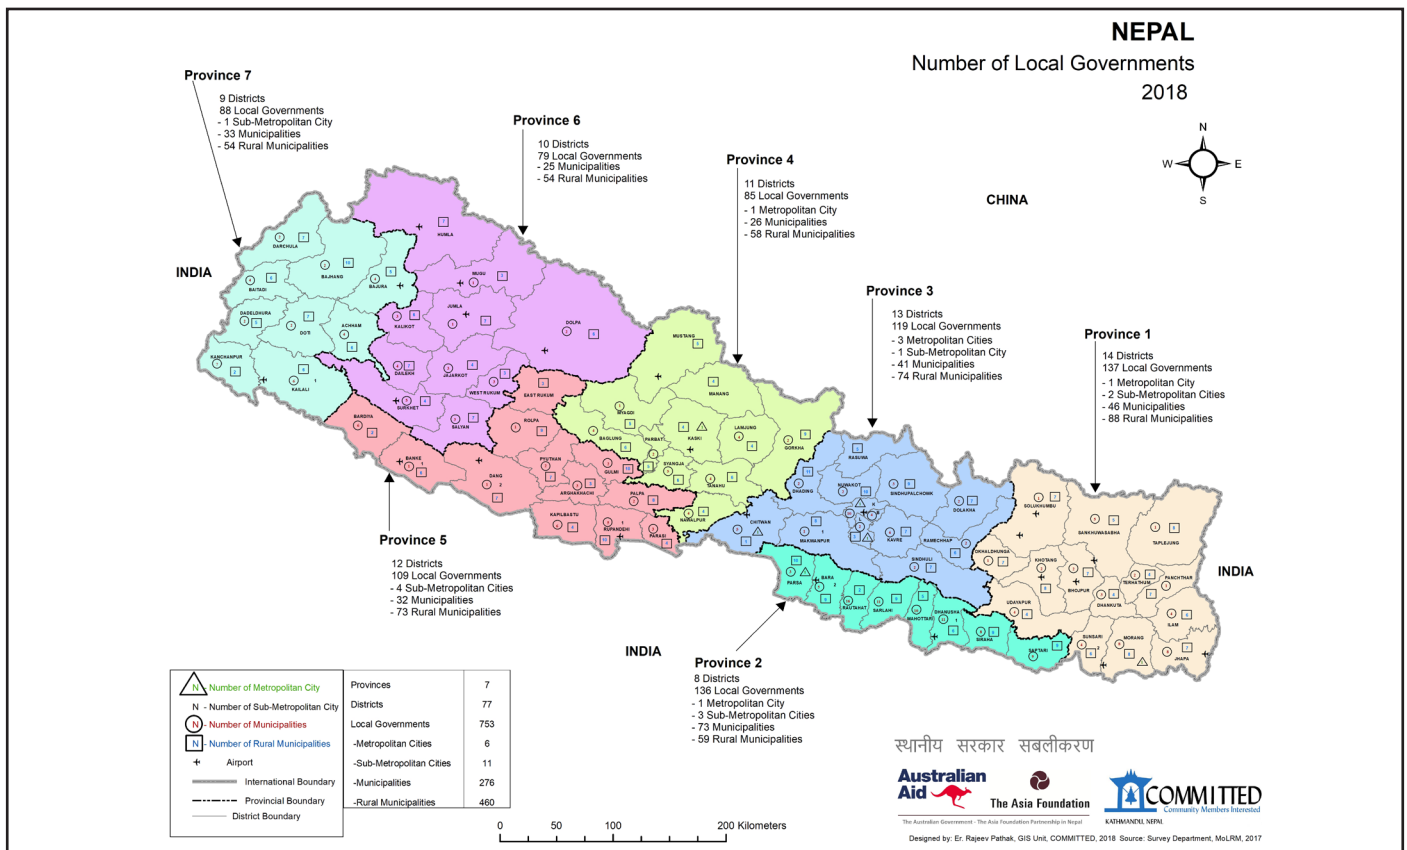 NEPAL
Number of Local Governments
2018
N
W
E
S
CHINA
INDIA
INDIA
INDIA
Province 7
9 Districts
88 Local Governments
- 1 Sub-Metropolitan City
- 33 Municipalities
- 54 Rural Municipalities
Province 6
10 Districts
79 Local Governments
- 25 Municipalities
- 54 Rural Municipalities
Province 4
11 Districts
85 Local Governments
- 1 Metropolitan City
- 26 Municipalities
- 58 Rural Municipalities
Province 3
13 Districts
119 Local Governments
- 3 Metropolitan Cities
- 1 Sub-Metropolitan City
- 41 Municipalities
- 74 Rural Municipalities
Province 1
14 Districts
137 Local Governments
- 1 Metropolitan City
- 2 Sub-Metropolitan Cities
- 46 Municipalities
- 88 Rural Municipalities
Province 5
12 Districts
109 Local Governments
- 4 Sub-Metropolitan Cities
- 32 Municipalities
- 73 Rural Municipalities
Province 2
8 Districts
136 Local Governments
- 1 Metropolitan City
- 3 Sub-Metropolitan Cities
- 73 Municipalities
- 59 Rural Municipalities
DARCHULA
BAJHANG
BAITADI
BAJURA
DADELDHURA
DOTI
ACHHAM
KANCHANPUR
KAILALI
HUMLA
MUGU
JUMLA
KALIKOT
DOLPA
DAILEKH
JAJARKOT
WEST RUKUM
SURKHET
SALYAN
EAST RUKUM
BARDIYA
ROLPA
BANKE
PYUTHAN
DANG
GULMI
ARGHAKHACHI
PALPA
KAPILBASTU
RUPANDEHI
PARASI
MUSTANG
MANANG
MYAGDI
BAGLUNG
PARBAT
KASKI
LAMJUNG
GORKHA
SYANGJA
TANAHU
NAWALPUR
RASUWA
DHADING
NUWAKOT
SINDHUPALCHOWK
DOLAKHA
CHITWAN
MAKWANPUR
KAVRE
RAMECHHAP
SINDHULI
PARSA
BARA
RAUTAHAT
SARLAHI
MAHOTTARI
DHANUSHA
SIRAHA
SAPTARI
SOLUKHUMBU
SANKHUWASABHA
TAPLEJUNG
OKHALDHUNGA
KHOTANG
BHOJPUR
TERHATHUM
PANCHTHAR
DHANKUTA
UDAYAPUR
ILAM
SUNSARI
MORANG
JHAPA
N - Number of Metropolitan City
N - Number of Sub-Metropolitan City
N - Number of Municipalities
N - Number of Rural Municipalities
Airport
International Boundary
Provincial Boundary
District Boundary
Provinces 7
Districts 77
Local Governments 753
-Metropolitan Cities 6
-Sub-Metropolitan Cities 11
-Municipalities 276
-Rural Municipalities 460
0 50 100 200 Kilometers
स्थानीय सरकार सबलीकरण
Australian
Aid
The Asia Foundation
The Australian Government - The Asia Foundation Partnership in Nepal
COMMITTED
Community Members Interested
KATHMANDU, NEPAL
Designed by: Er. Rajeev Pathak, GIS Unit, COMMITTED, 2018 Source: Survey Department, MoLRM, 2017